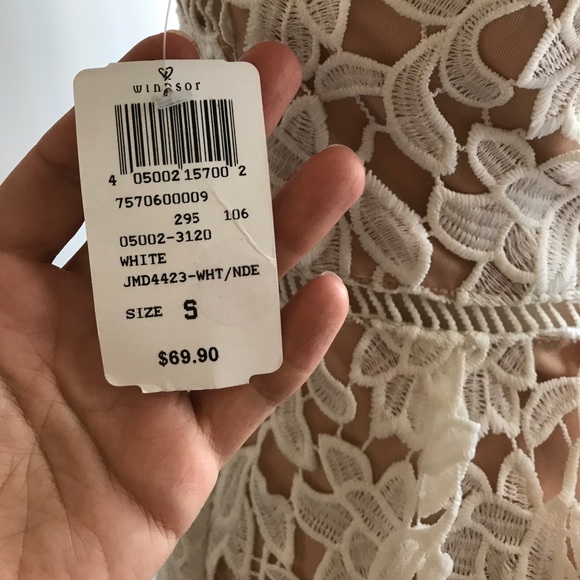 WINDSOR
4 05002 15700 2
7570600009
295 106
05002-3120
WHITE
JMD4423-WHT/NDE
SIZE S
$69.90